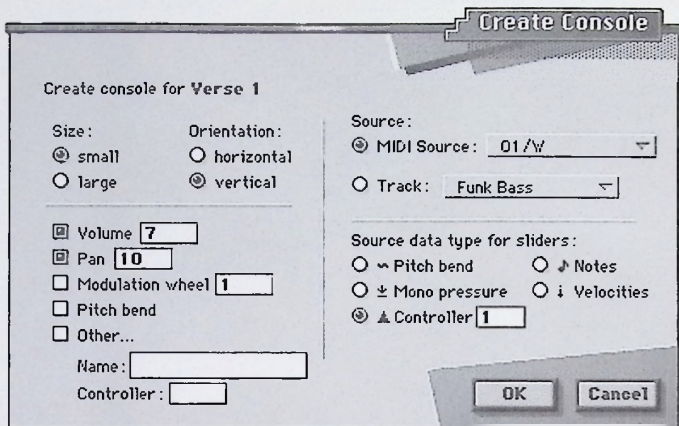 Create Console
Create console for Verse 1
Size:
small
large
Orientation:
horizontal
vertical
Volume 7
Pan 10
Modulation wheel 1
Pitch bend
Other...
Name:
Controller:
Source:
MIDI Source: 01/W
Track: Funk Bass
Source data type for sliders:
Pitch bend
Notes
Mono pressure
Velocities
Controller 1
OK
Cancel